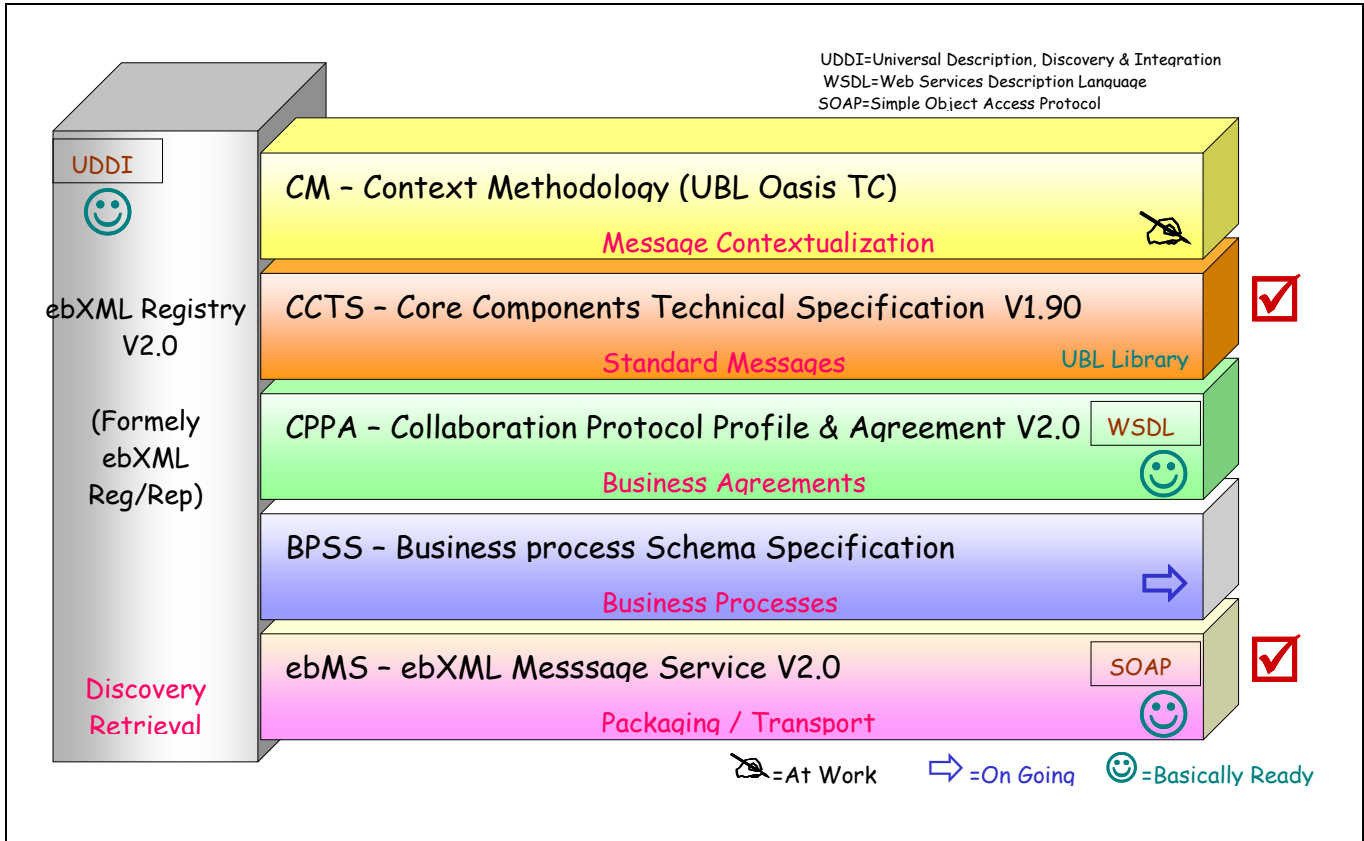 UDDI=Universal Description, Discovery & Integration
WSDL=Web Services Description Language
SOAP=Simple Object Access Protocol
UDDI
ebXML Registry
V2.0
(Formely
ebXML
Reg/Rep)
Discovery
Retrieval
CM – Context Methodology (UBL Oasis TC)
Message Contextualization
CCTS – Core Components Technical Specification V1.90
Standard Messages
UBL Library
CPPA – Collaboration Protocol Profile & Agreement V2.0
WSDL
Business Agreements
BPSS – Business process Schema Specification
Business Processes
ebMS – ebXML Messsage Service V2.0
SOAP
Packaging / Transport
=At Work
=On Going
=Basically Ready